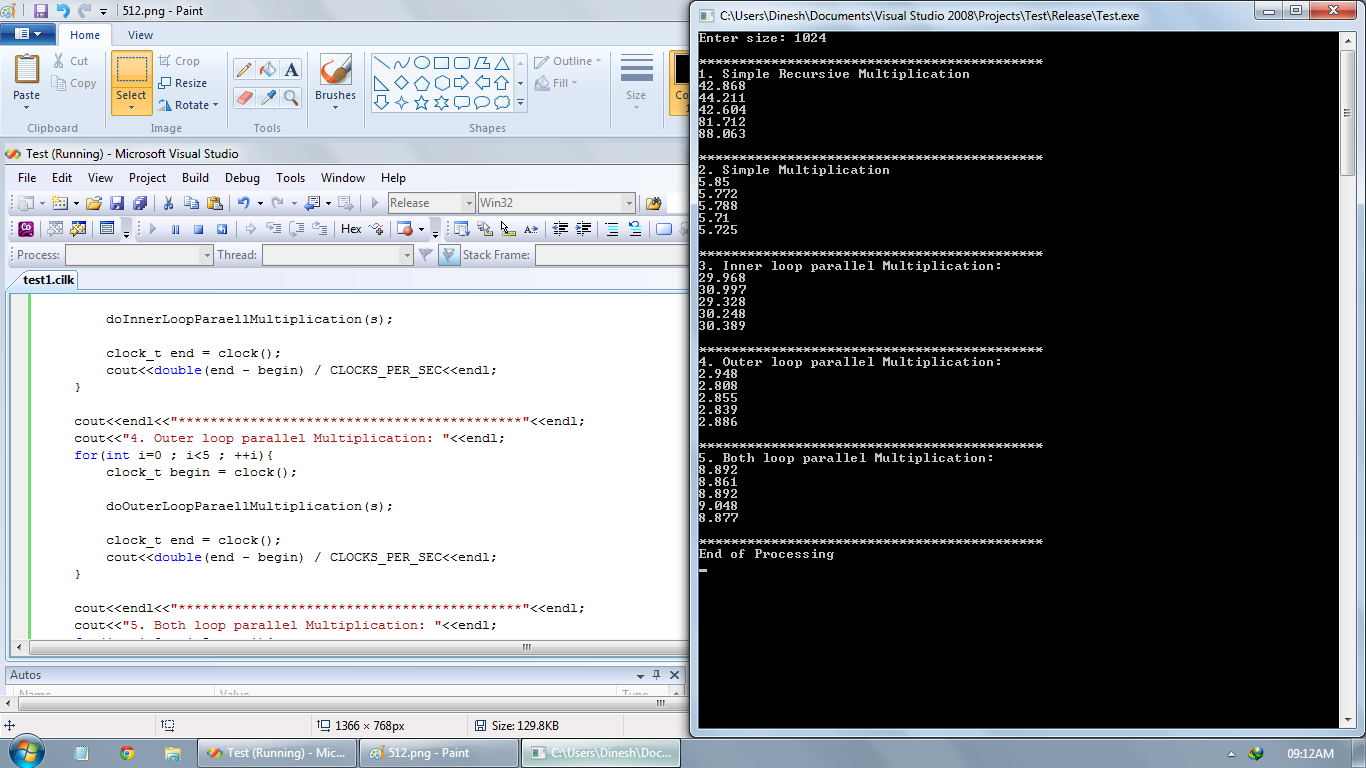 512.png - Paint
Home View
Paste
Cut
Copy
Clipboard
Select
Crop
Resize
Rotate
Image
A
Tools
Brushes
Outline
Fill
Shapes
Size
Test (Running) - Microsoft Visual Studio
File Edit View Project Build Debug Tools Window Help
Release Win32
Hex
Process: Thread: Stack Frame:
test1.cilk
doInnerLoopParaellMultiplication(s);
clock_t end = clock();
cout<<double(end - begin) / CLOCKS_PER_SEC<<endl;
}
cout<<endl<<"*******************************************"<<endl;
cout<<"4. Outer loop parallel Multiplication: "<<endl;
for(int i=0 ; i<5 ; ++i){
clock_t begin = clock();
doOuterLoopParaellMultiplication(s);
clock_t end = clock();
cout<<double(end - begin) / CLOCKS_PER_SEC<<endl;
}
cout<<endl<<"*******************************************"<<endl;
cout<<"5. Both loop parallel Multiplication: "<<endl;
Autos
Name Value Type
1366 × 768px Size: 129.8KB
C:\Users\Dinesh\Documents\Visual Studio 2008\Projects\Test\Release\Test.exe
Enter size: 1024
*******************************************
1. Simple Recursive Multiplication
42.868
44.211
42.604
81.712
88.063
*******************************************
2. Simple Multiplication
5.85
5.772
5.788
5.71
5.725
*******************************************
3. Inner loop parallel Multiplication:
29.968
30.997
29.328
30.248
30.389
*******************************************
4. Outer loop parallel Multiplication:
2.948
2.808
2.855
2.839
2.886
*******************************************
5. Both loop parallel Multiplication:
8.892
8.861
8.892
9.048
8.877
*******************************************
End of Processing
Test (Running) - Mic... 512.png - Paint C:\Users\Dinesh\Doc... 09:12AM